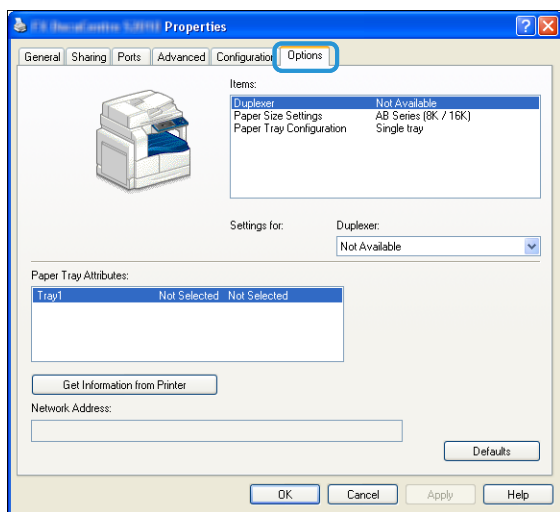 Properties
General Sharing Ports Advanced Configuration Options
Items:
Duplexer Not Available
Paper Size Settings AB Series (8K / 16K)
Paper Tray Configuration Single tray
Settings for: Duplexer:
Not Available
Paper Tray Attributes:
Tray1 Not Selected Not Selected
Get Information from Printer
Network Address:
Defaults
OK Cancel Apply Help